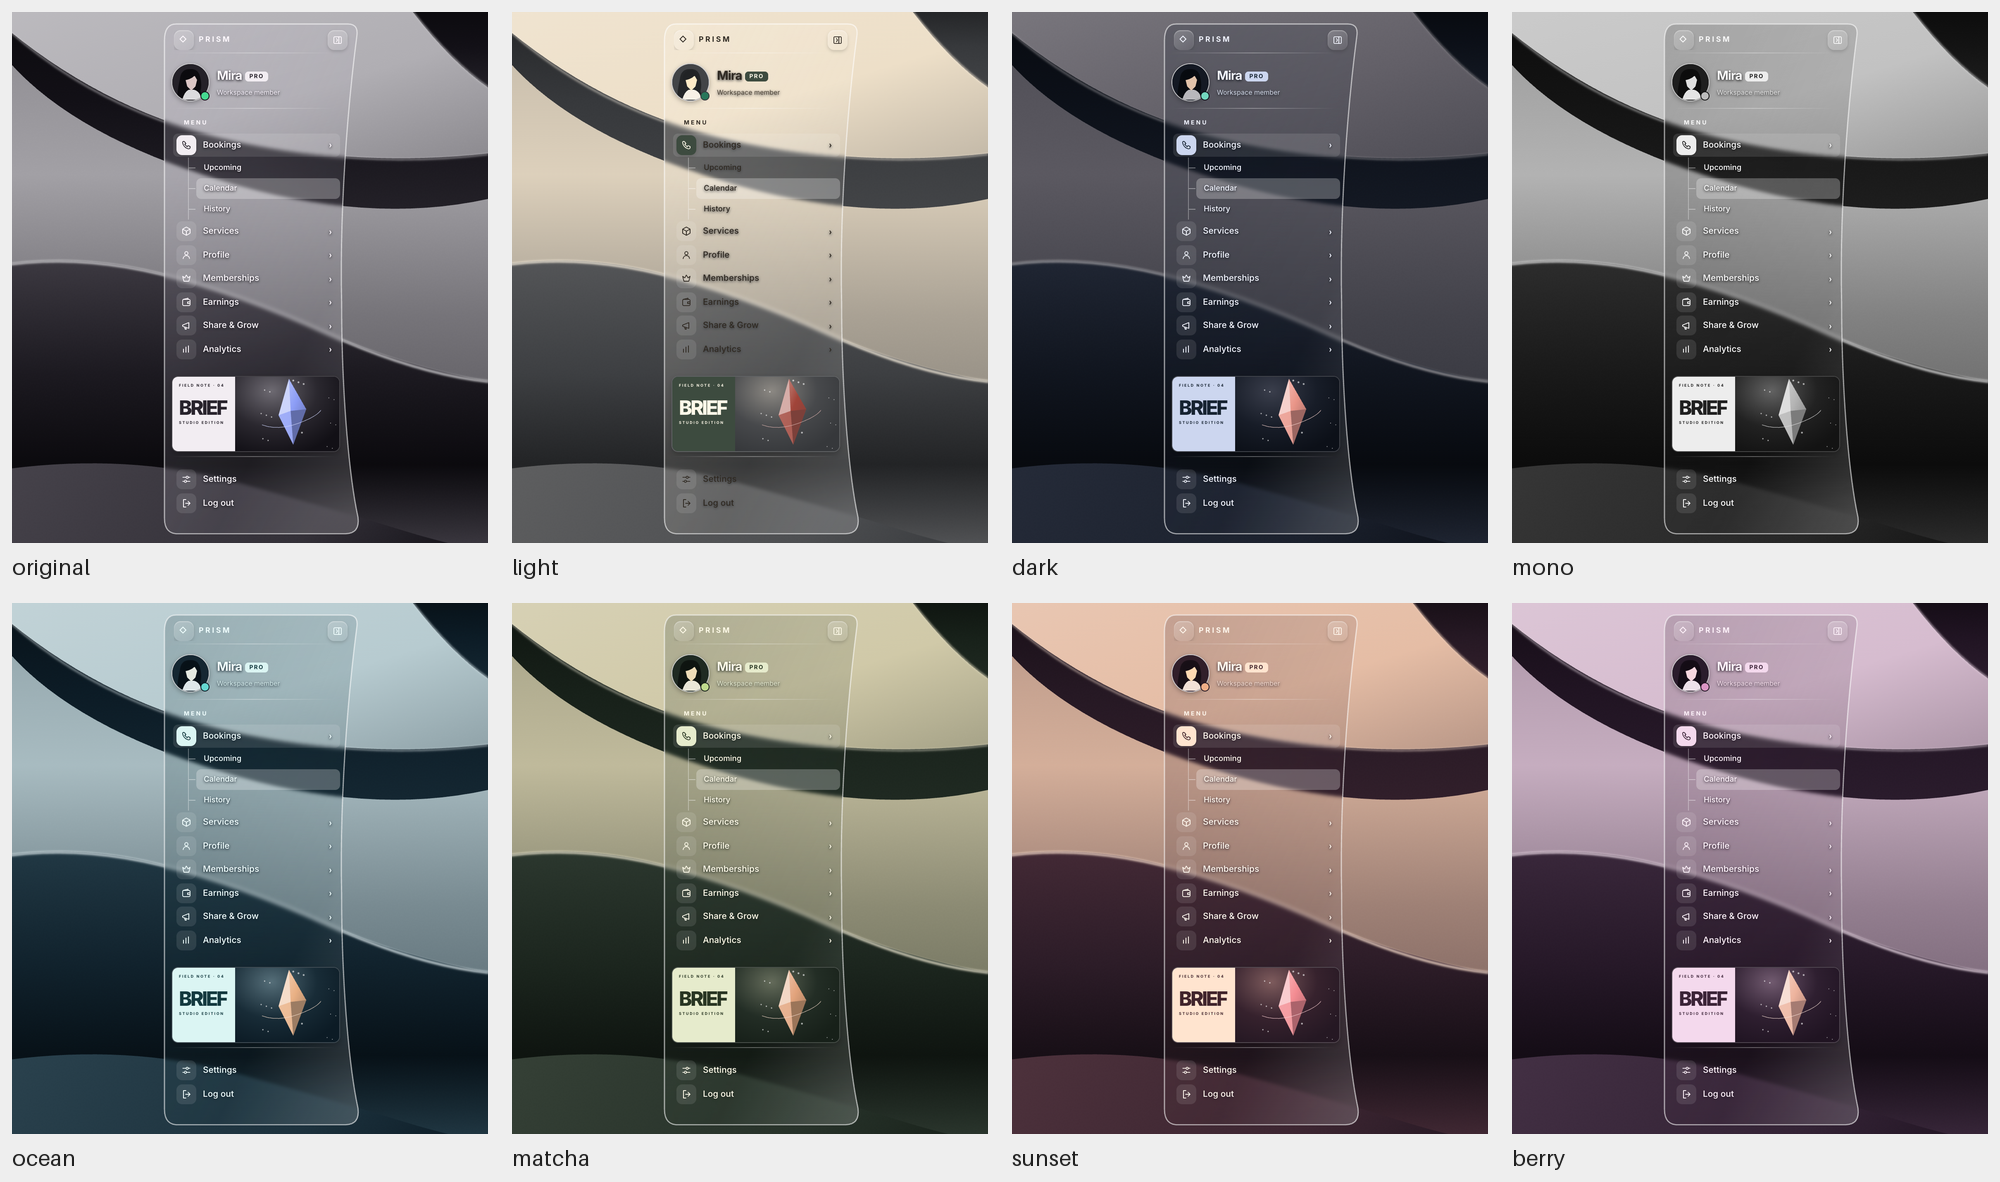 PRISM
Mira PRO
Workspace member
MENU
Bookings
Upcoming
Calendar
History
Services
Profile
Memberships
Earnings
Share & Grow
Analytics
FIELD NOTE · 04
BRIEF
STUDIO EDITION
Settings
Log out
original
PRISM
Mira PRO
Workspace member
MENU
Bookings
Upcoming
Calendar
History
Services
Profile
Memberships
Earnings
Share & Grow
Analytics
FIELD NOTE · 04
BRIEF
STUDIO EDITION
Settings
Log out
light
PRISM
Mira PRO
Workspace member
MENU
Bookings
Upcoming
Calendar
History
Services
Profile
Memberships
Earnings
Share & Grow
Analytics
FIELD NOTE · 04
BRIEF
STUDIO EDITION
Settings
Log out
dark
PRISM
Mira PRO
Workspace member
MENU
Bookings
Upcoming
Calendar
History
Services
Profile
Memberships
Earnings
Share & Grow
Analytics
FIELD NOTE · 04
BRIEF
STUDIO EDITION
Settings
Log out
mono
PRISM
Mira PRO
Workspace member
MENU
Bookings
Upcoming
Calendar
History
Services
Profile
Memberships
Earnings
Share & Grow
Analytics
FIELD NOTE · 04
BRIEF
STUDIO EDITION
Settings
Log out
ocean
PRISM
Mira PRO
Workspace member
MENU
Bookings
Upcoming
Calendar
History
Services
Profile
Memberships
Earnings
Share & Grow
Analytics
FIELD NOTE · 04
BRIEF
STUDIO EDITION
Settings
Log out
matcha
PRISM
Mira PRO
Workspace member
MENU
Bookings
Upcoming
Calendar
History
Services
Profile
Memberships
Earnings
Share & Grow
Analytics
FIELD NOTE · 04
BRIEF
STUDIO EDITION
Settings
Log out
sunset
PRISM
Mira PRO
Workspace member
MENU
Bookings
Upcoming
Calendar
History
Services
Profile
Memberships
Earnings
Share & Grow
Analytics
FIELD NOTE · 04
BRIEF
STUDIO EDITION
Settings
Log out
berry